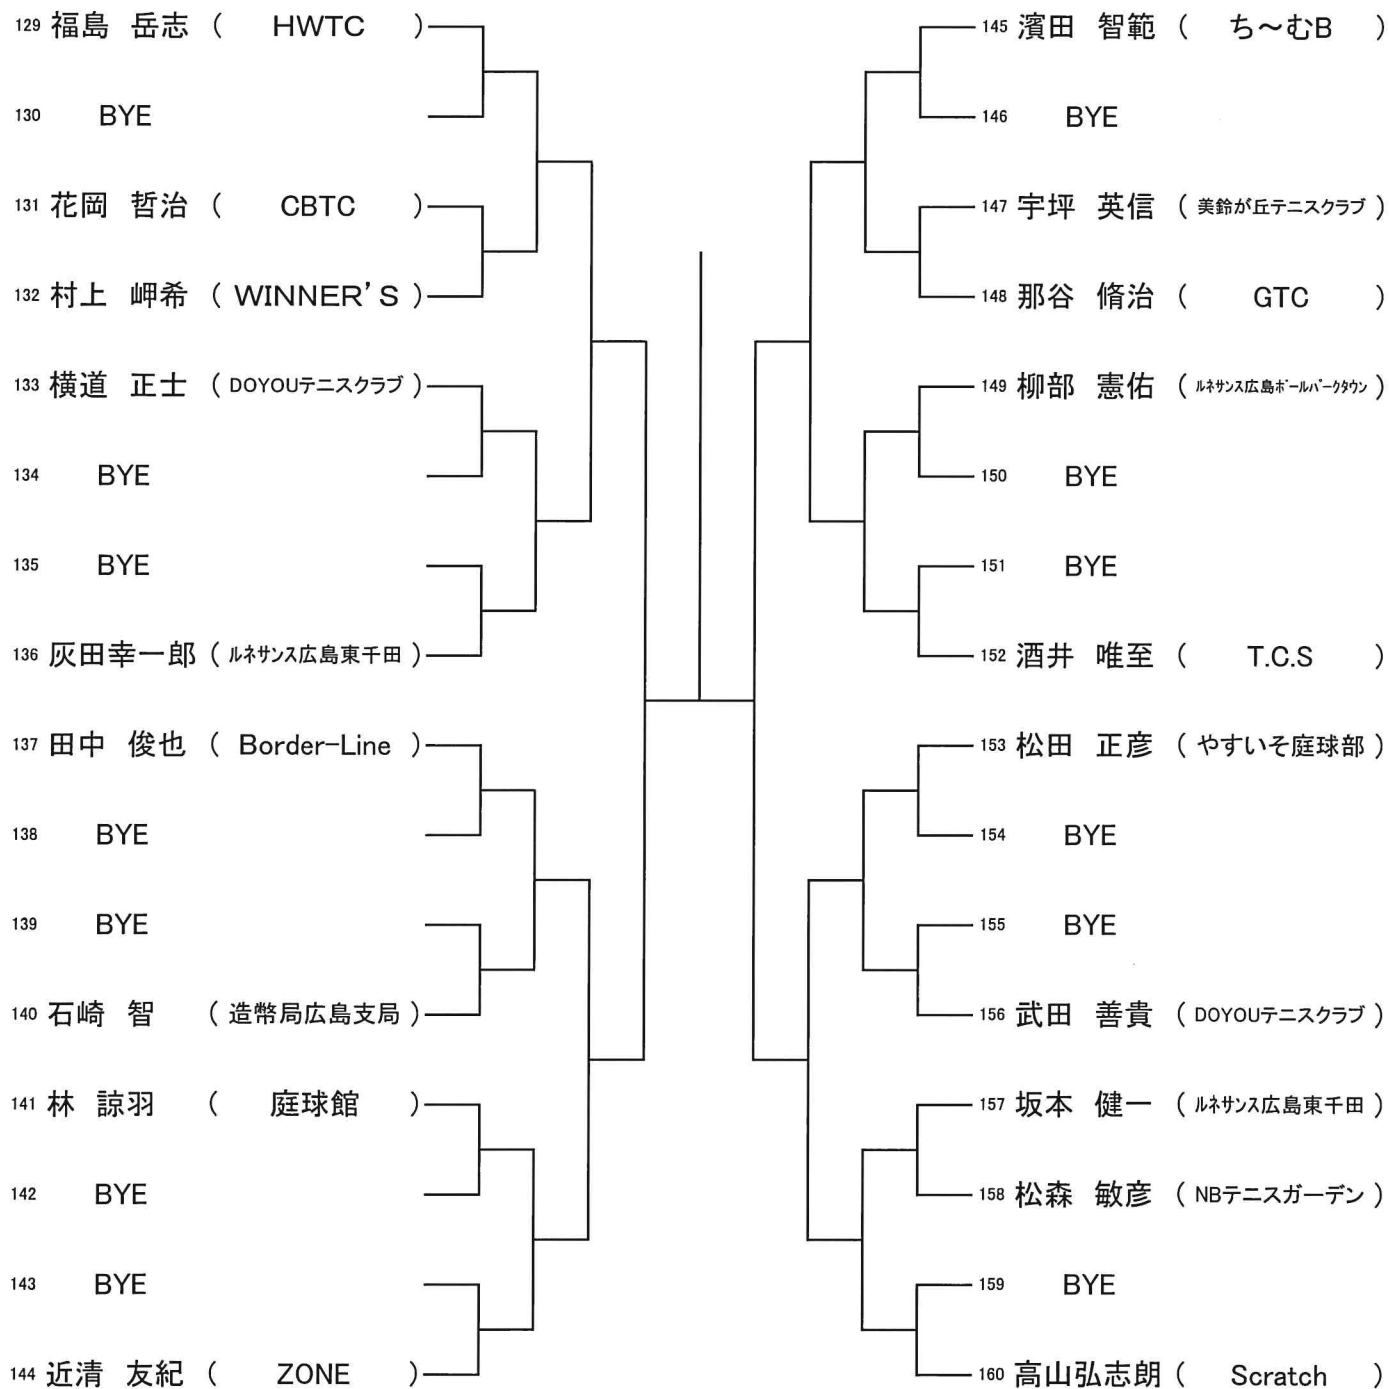 129 福島 岳志 ( HWTC )
130 BYE
131 花岡 哲治 ( CBTC )
132 村上 岬希 ( WINNER'S )
133 横道 正士 ( DOYOUテニスクラブ )
134 BYE
135 BYE
136 灰田幸一郎 ( ルネサンス広島東千田 )
137 田中 俊也 ( Border-Line )
138 BYE
139 BYE
140 石崎 智 ( 造幣局広島支局 )
141 林 諒羽 ( 庭球館 )
142 BYE
143 BYE
144 近清 友紀 ( ZONE )
145 濱田 智範 ( ち～むB )
146 BYE
147 宇坪 英信 ( 美鈴が丘テニスクラブ )
148 那谷 脩治 ( GTC )
149 柳部 憲佑 ( ルネサンス広島ボールパークタウン )
150 BYE
151 BYE
152 酒井 唯至 ( T.C.S )
153 松田 正彦 ( やすいそ庭球部 )
154 BYE
155 BYE
156 武田 善貴 ( DOYOUテニスクラブ )
157 坂本 健一 ( ルネサンス広島東千田 )
158 松森 敏彦 ( NBテニスガーデン )
159 BYE
160 高山弘志朗 ( Scratch )